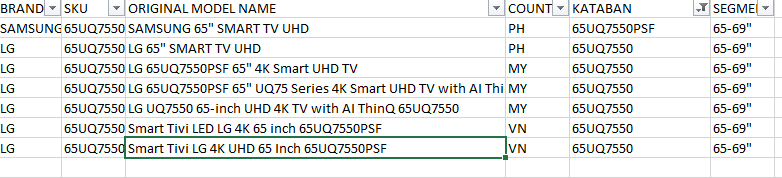 BRAND SKU ORIGINAL MODEL NAME COUNT KATABAN SEGMEI
SAMSUNG 65UQ7550 SAMSUNG 65" SMART TV UHD PH 65UQ7550PSF 65-69"
LG 65UQ7550 LG 65" SMART TV UHD PH 65UQ7550 65-69"
LG 65UQ7550 LG 65UQ7550PSF 65" 4K Smart UHD TV MY 65UQ7550 65-69"
LG 65UQ7550 LG 65UQ7550PSF 65" UQ75 Series 4K Smart UHD TV with AI Thi MY 65UQ7550 65-69"
LG 65UQ7550 LG UQ7550 65-inch UHD 4K TV with AI ThinQ 65UQ7550 MY 65UQ7550 65-69"
LG 65UQ7550 Smart Tivi LED LG 4K 65 inch 65UQ7550PSF VN 65UQ7550 65-69"
LG 65UQ7550 Smart Tivi LG 4K UHD 65 Inch 65UQ7550PSF VN 65UQ7550 65-69"